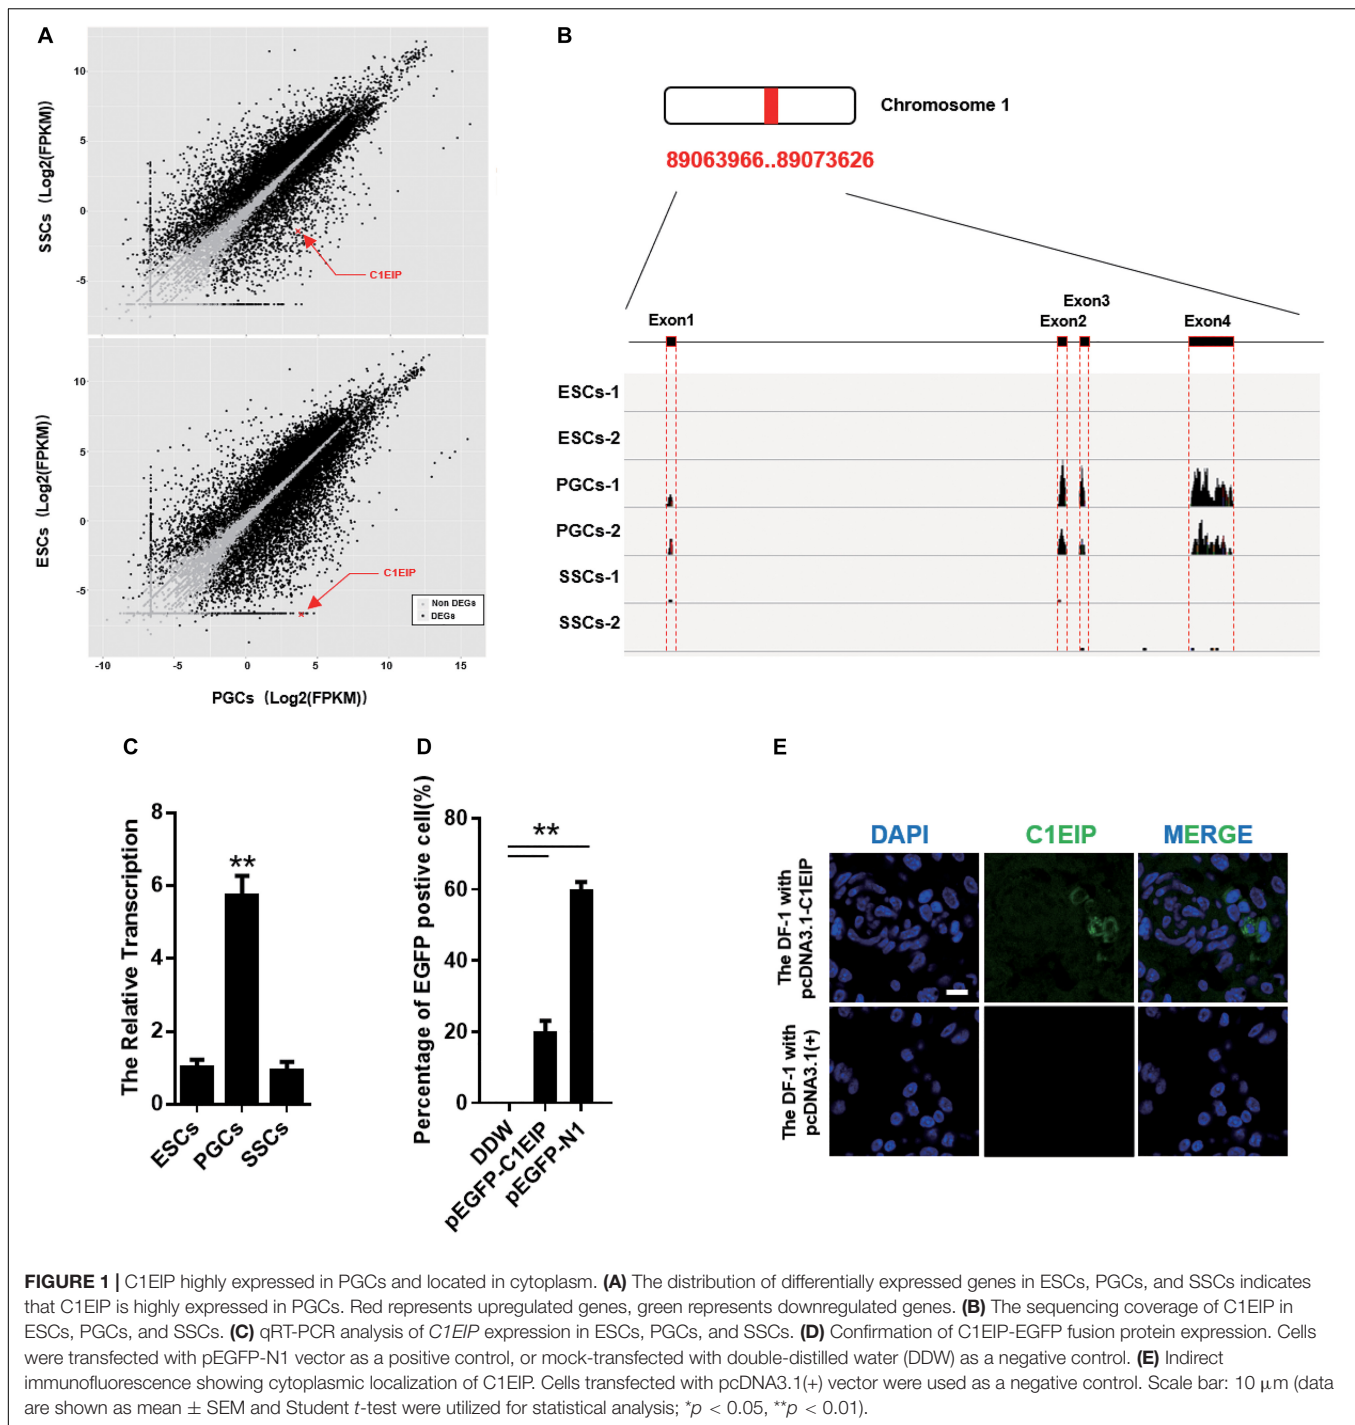 A
SSCs (Log2(FPKM))
10
5
0
-5
C1EIP
ESCs (Log2(FPKM))
10
5
0
-5
C1EIP
Non DEGs
DEGs
-10 -5 0 5 10 15
PGCs (Log2(FPKM))
B
Chromosome 1
89063966..89073626
Exon1 Exon2 Exon3 Exon4
ESCs-1
ESCs-2
PGCs-1
PGCs-2
SSCs-1
SSCs-2
C
The Relative Transcription
8
6
4
2
0
**
ESCs PGCs SSCs
D
Percentage of EGFP postive cell(%)
80
60
40
20
0
**
DDW pEGFP-C1EIP pEGFP-N1
E
DAPI C1EIP MERGE
The DF-1 with
pcDNA3.1-C1EIP
The DF-1 with
pcDNA3.1(+)
FIGURE 1 | C1EIP highly expressed in PGCs and located in cytoplasm. (A) The distribution of differentially expressed genes in ESCs, PGCs, and SSCs indicates
that C1EIP is highly expressed in PGCs. Red represents upregulated genes, green represents downregulated genes. (B) The sequencing coverage of C1EIP in
ESCs, PGCs, and SSCs. (C) qRT-PCR analysis of C1EIP expression in ESCs, PGCs, and SSCs. (D) Confirmation of C1EIP-EGFP fusion protein expression. Cells
were transfected with pEGFP-N1 vector as a positive control, or mock-transfected with double-distilled water (DDW) as a negative control. (E) Indirect
immunofluorescence showing cytoplasmic localization of C1EIP. Cells transfected with pcDNA3.1(+) vector were used as a negative control. Scale bar: 10 μm (data
are shown as mean ± SEM and Student t-test were utilized for statistical analysis; *p < 0.05, **p < 0.01).